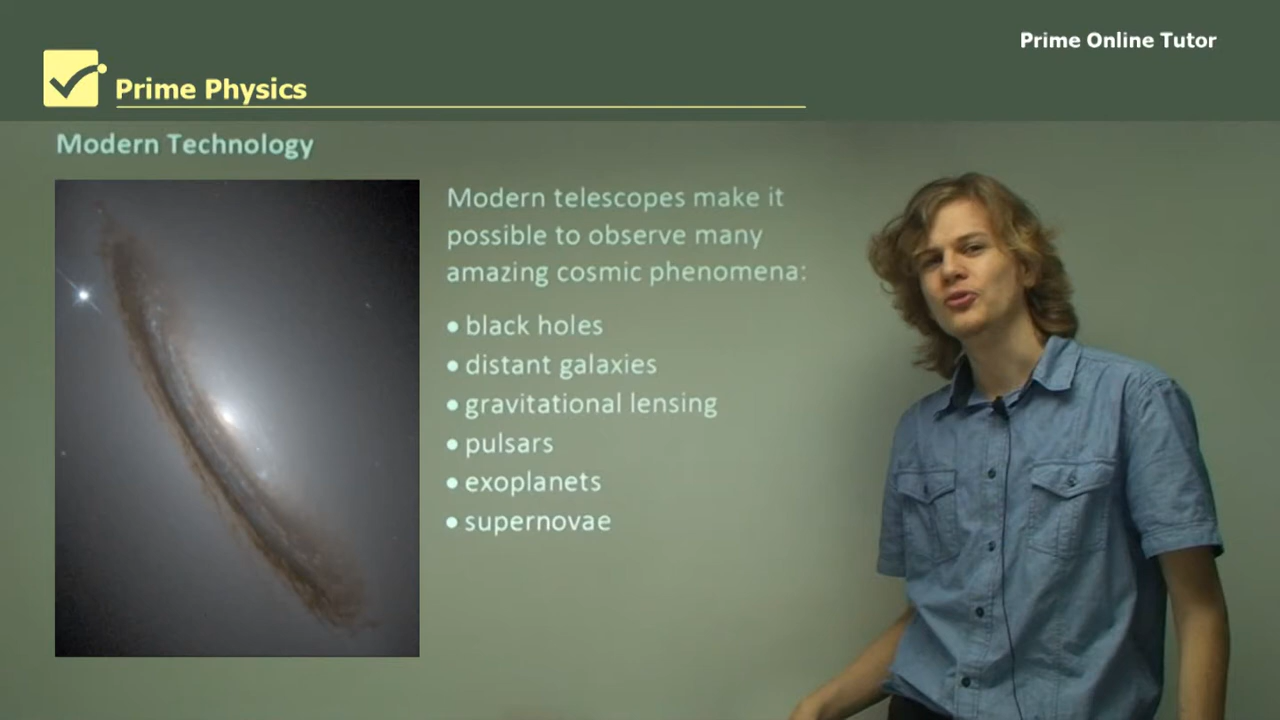 Prime Online Tutor
Prime Physics
Modern Technology
Modern telescopes make it
possible to observe many
amazing cosmic phenomena:
• black holes
• distant galaxies
• gravitational lensing
• pulsars
• exoplanets
• supernovae